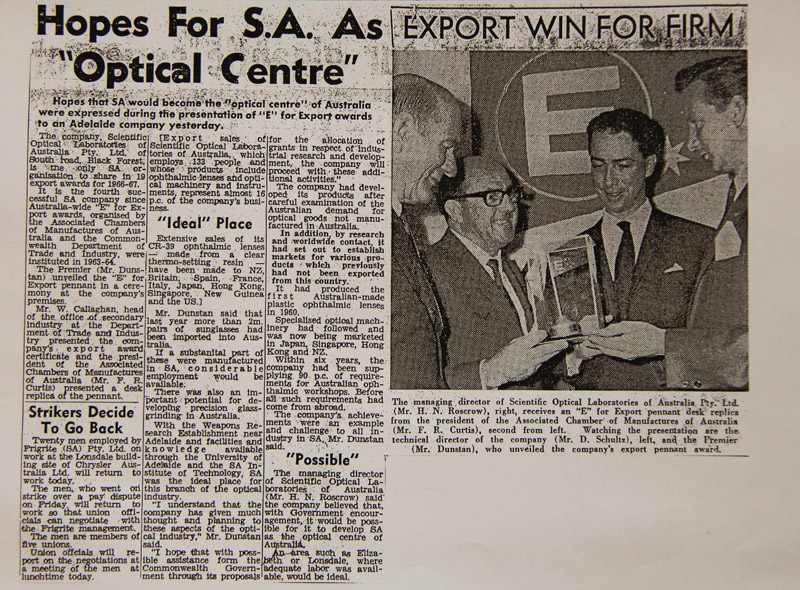 Hopes For S.A. As
"Optical Centre"
Hopes that SA would become the "optical centre" of Australia
were expressed during the presentation of "E" for Export awards
to an Adelaide company yesterday.
The company, Scientific
Optical Laboratories of
Australia Pty. Ltd. of
South road, Black Forest,
is the only SA or-
ganisation to share in 19
export awards for 1966-67.
It is the fourth suc-
cessful SA company since
Australia-wide "E" for Ex-
port awards, organised by
the Associated Chambers
of Manufactures of Aus-
tralia and the Common-
wealth Department of
Trade and Industry, were
instituted in 1963-64.
The Premier (Mr. Duns-
tan) unveiled the "E" for
Export pennant in a cere-
mony at the company's
premises.
Mr. W. Callaghan, head
of the office of secondary
industry at the Depart-
ment of Trade and Indus-
try presented the com-
pany's export award
certificate and the presi-
dent of the Associated
Chambers of Manufactures
of Australia (Mr. F. R.
Curtis) presented a desk
replica of the pennant.
Strikers Decide
To Go Back
Twenty men employed by
Frigrite (SA) Pty. Ltd. on
work at the Lonsdale build-
ing site of Chrysler Aus-
tralia Ltd. will return to
work today.
The men, who went on
strike over a pay dispute
on Friday, will return to
work so that union offi-
cials can negotiate with
the Frigrite management.
The men are members of
five unions.
Union officials will re-
port on the negotiations at
a meeting of the men at
lunchtime today.
[Export sales of
Scientific Optical Labora-
tories of Australia, which
employs 133 people and
whose products include
ophthalmic lenses and opti-
cal machinery and instru-
ments, represent almost 16
p.c. of the company's busi-
ness.
"Ideal" Place
Extensive sales of its
CR-39 ophthalmic lenses
— made from a clear
thermo-setting resin —
have been made to NZ,
Britain, Spain, France,
Italy, Japan, Hong Kong,
Singapore, New Guinea
and the US.]
Mr. Dunstan said that
last year more than 2m.
pairs of sunglasses had
been imported into Aus-
tralia.
If a substantial part of
these were manufactured
in SA, considerable
employment would be
available.
There was also an im-
portant potential for de-
veloping precision glass-
grinding in Australia.
With the Weapons Re-
search Establishment near
Adelaide and facilities and
knowledge available
through the University of
Adelaide and the SA In-
stitute of Technology, SA
was the ideal place for
this branch of the optical
industry.
"I understand that the
company has given much
thought and planning to
these aspects of the opti-
cal industry," Mr. Dunstan
said.
"I hope that with poss-
ible assistance form the
Commonwealth Govern-
ment through its proposals
for the allocation of
grants in respect of indus-
trial research and develop-
ment, the company will
proceed with these addi-
tional activities."
The company had devel-
oped its products after
careful examination of the
Australian demand for
optical goods not manu-
factured in Australia.
In addition, by research
and worldwide contact, it
had set out to establish
markets for various pro-
ducts which previously
had not been exported
from this country.
It had produced the
first Australian-made
plastic ophthalmic lenses
in 1960.
Specialised optical mach-
inery had followed and
was now being marketed
in Japan, Singapore, Hong
Kong and NZ.
Within six years, the
company had been sup-
plying 90 p.c. of require-
ments for Australian oph-
thalmic workshops. Before
all such requirements had
come from abroad.
The company's achieve-
ments were an example
and challenge to all in-
dustry in SA, Mr. Dunstan
said.
"Possible"
The managing director
of Scientific Optical La-
boratories of Australia
(Mr. H. N. Roscrow) said
the company believed that,
with Government encour-
agement, it would be poss-
ible for it to develop SA
as the optical centre of
Australia.
An area such as Eliza-
beth or Lonsdale, where
adequate labor was avail-
able, would be ideal.
EXPORT WIN FOR FIRM
E
The managing director of Scientific Optical Laboratories of Australia Pty. Ltd.
(Mr. H. N. Roscrow), right, receives an "E" for Export pennant desk replica
from the president of the Associated Chamber of Manufactures of Australia
(Mr. F. R. Curtis), second from left. Watching the presentation are the
technical director of the company (Mr. D. Schultz), left, and the Premier
(Mr. Dunstan), who unveiled the company's export pennant award.